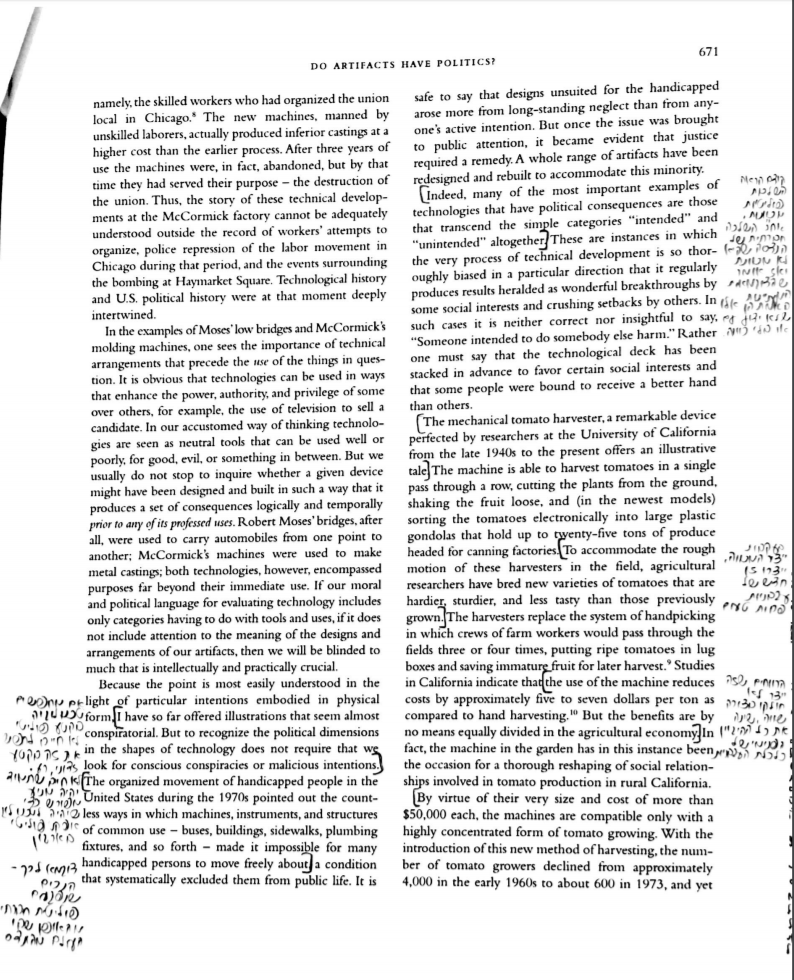 DO ARTIFACTS HAVE POLITICS?
671
namely, the skilled workers who had organized the union
local in Chicago.⁸ The new machines, manned by
unskilled laborers, actually produced inferior castings at a
higher cost than the earlier process. After three years of
use the machines were, in fact, abandoned, but by that
time they had served their purpose – the destruction of
the union. Thus, the story of these technical develop-
ments at the McCormick factory cannot be adequately
understood outside the record of workers' attempts to
organize, police repression of the labor movement in
Chicago during that period, and the events surrounding
the bombing at Haymarket Square. Technological history
and U.S. political history were at that moment deeply
intertwined.
In the examples of Moses' low bridges and McCormick's
molding machines, one sees the importance of technical
arrangements that precede the use of the things in ques-
tion. It is obvious that technologies can be used in ways
that enhance the power, authority, and privilege of some
over others, for example, the use of television to sell a
candidate. In our accustomed way of thinking technolo-
gies are seen as neutral tools that can be used well or
poorly, for good, evil, or something in between. But we
usually do not stop to inquire whether a given device
might have been designed and built in such a way that it
produces a set of consequences logically and temporally
prior to any of its professed uses. Robert Moses' bridges, after
all, were used to carry automobiles from one point to
another; McCormick's machines were used to make
metal castings; both technologies, however, encompassed
purposes far beyond their immediate use. If our moral
and political language for evaluating technology includes
only categories having to do with tools and uses, if it does
not include attention to the meaning of the designs and
arrangements of our artifacts, then we will be blinded to
much that is intellectually and practically crucial.
Because the point is most easily understood in the
light of particular intentions embodied in physical
form, I have so far offered illustrations that seem almost
conspiratorial. But to recognize the political dimensions
in the shapes of technology does not require that we
look for conscious conspiracies or malicious intentions.
The organized movement of handicapped people in the
United States during the 1970s pointed out the count-
less ways in which machines, instruments, and structures
of common use – buses, buildings, sidewalks, plumbing
fixtures, and so forth – made it impossible for many
handicapped persons to move freely about, a condition
that systematically excluded them from public life. It is
דוגמא לכך -
הנכים
safe to say that designs unsuited for the handicapped
arose more from long-standing neglect than from any-
one's active intention. But once the issue was brought
to public attention, it became evident that justice
required a remedy. A whole range of artifacts have been
redesigned and rebuilt to accommodate this minority.
Indeed, many of the most important examples of
technologies that have political consequences are those
that transcend the simple categories "intended" and
"unintended" altogether. These are instances in which
the very process of technical development is so thor-
oughly biased in a particular direction that it regularly
produces results heralded as wonderful breakthroughs by
some social interests and crushing setbacks by others. In
such cases it is neither correct nor insightful to say,
"Someone intended to do somebody else harm." Rather
one must say that the technological deck has been
stacked in advance to favor certain social interests and
that some people were bound to receive a better hand
than others.
The mechanical tomato harvester, a remarkable device
perfected by researchers at the University of California
from the late 1940s to the present offers an illustrative
tale. The machine is able to harvest tomatoes in a single
pass through a row, cutting the plants from the ground,
shaking the fruit loose, and (in the newest models)
sorting the tomatoes electronically into large plastic
gondolas that hold up to twenty-five tons of produce
headed for canning factories. To accommodate the rough
motion of these harvesters in the field, agricultural
researchers have bred new varieties of tomatoes that are
hardier, sturdier, and less tasty than those previously
grown. The harvesters replace the system of handpicking
in which crews of farm workers would pass through the
fields three or four times, putting ripe tomatoes in lug
boxes and saving immature fruit for later harvest.⁹ Studies
in California indicate that the use of the machine reduces
costs by approximately five to seven dollars per ton as
compared to hand harvesting.¹⁰ But the benefits are by
no means equally divided in the agricultural economy. In
fact, the machine in the garden has in this instance been
the occasion for a thorough reshaping of social relation-
ships involved in tomato production in rural California.
By virtue of their very size and cost of more than
$50,000 each, the machines are compatible only with a
highly concentrated form of tomato growing. With the
introduction of this new method of harvesting, the num-
ber of tomato growers declined from approximately
4,000 in the early 1960s to about 600 in 1973, and yet